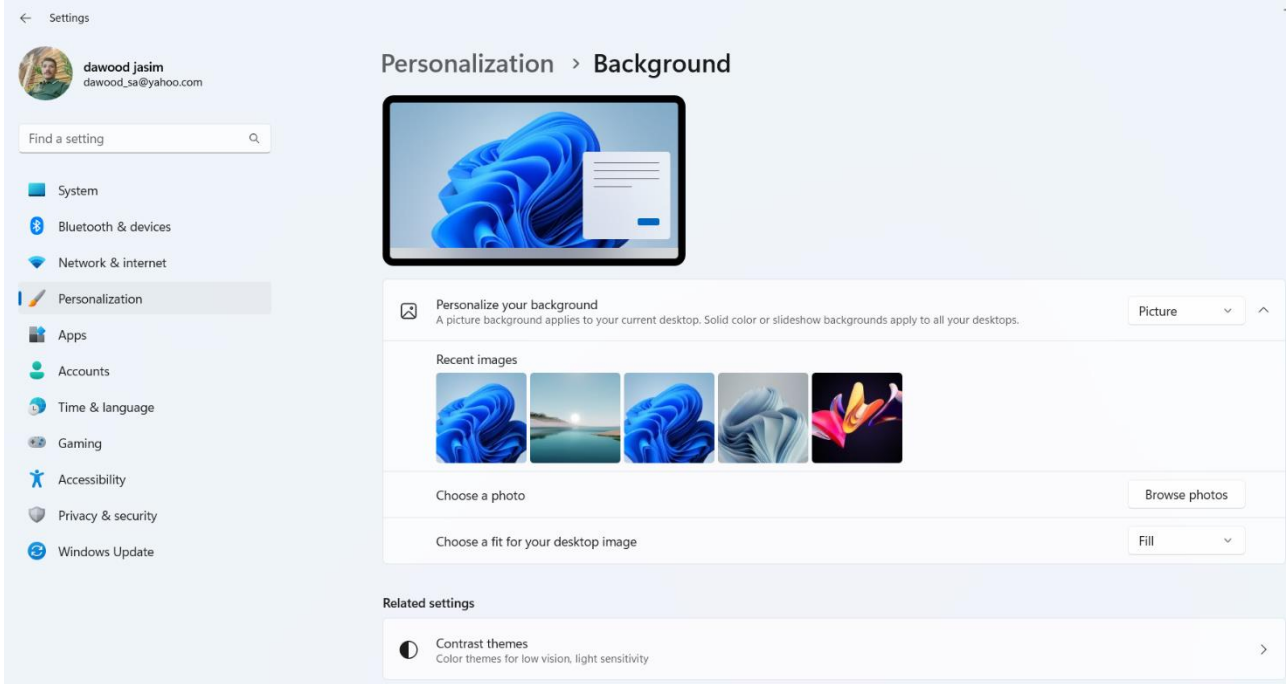 Settings
dawood jasim
dawood_sa@yahoo.com
Find a setting
System
Bluetooth & devices
Network & internet
Personalization
Apps
Accounts
Time & language
Gaming
Accessibility
Privacy & security
Windows Update
Personalization > Background
Personalize your background
A picture background applies to your current desktop. Solid color or slideshow backgrounds apply to all your desktops.
Picture
Recent images
Choose a photo
Browse photos
Choose a fit for your desktop image
Fill
Related settings
Contrast themes
Color themes for low vision, light sensitivity